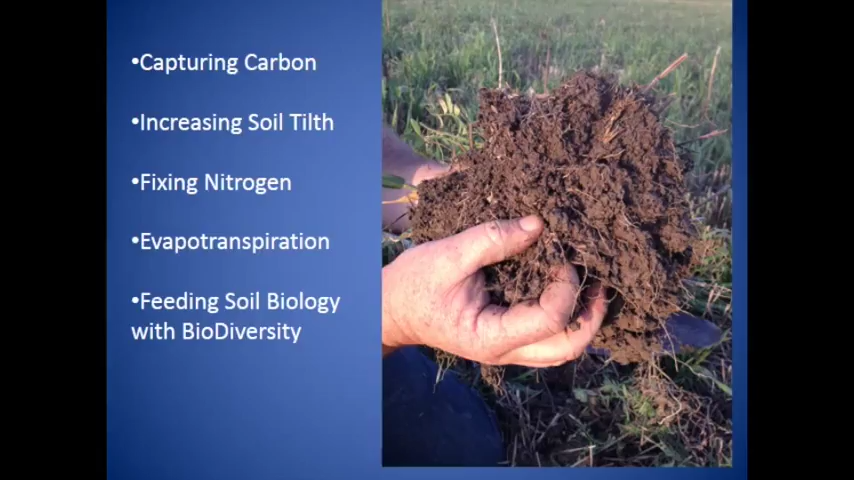 •Capturing Carbon
•Increasing Soil Tilth
•Fixing Nitrogen
•Evapotranspiration
•Feeding Soil Biology
with BioDiversity